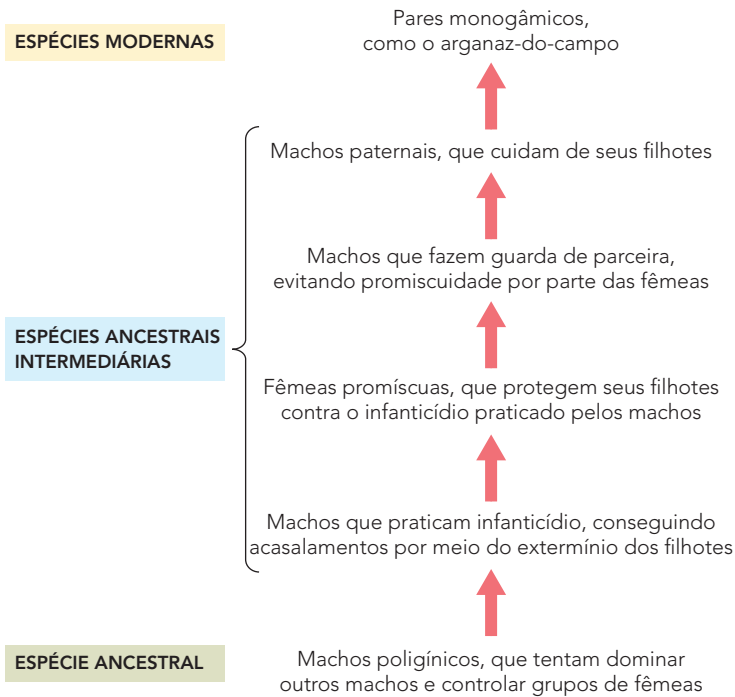 ESPÉCIES MODERNAS
Pares monogâmicos,
como o arganaz-do-campo
Machos paternais, que cuidam de seus filhotes
Machos que fazem guarda de parceira,
evitando promiscuidade por parte das fêmeas
ESPÉCIES ANCESTRAIS
INTERMEDIÁRIAS
Fêmeas promíscuas, que protegem seus filhotes
contra o infanticídio praticado pelos machos
Machos que praticam infanticídio, conseguindo
acasalamentos por meio do extermínio dos filhotes
ESPÉCIE ANCESTRAL
Machos poligínicos, que tentam dominar
outros machos e controlar grupos de fêmeas